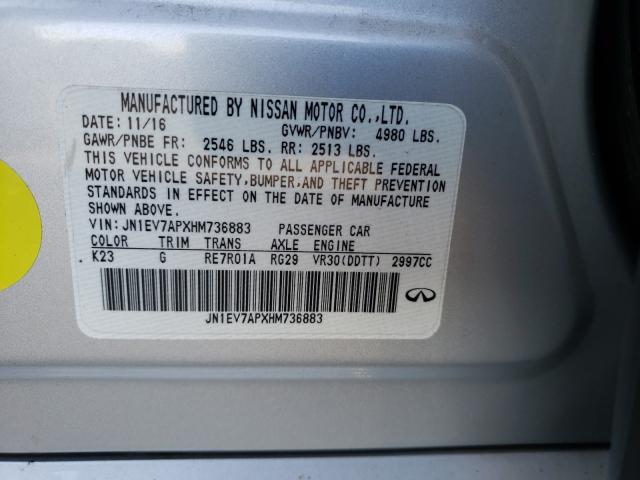 MANUFACTURED BY NISSAN MOTOR CO.,LTD.
DATE: 11/16 GVWR/PNBV: 4980 LBS.
GAWR/PNBE FR: 2546 LBS. RR: 2513 LBS.
THIS VEHICLE CONFORMS TO ALL APPLICABLE FEDERAL
MOTOR VEHICLE SAFETY,BUMPER,AND THEFT PREVENTION
STANDARDS IN EFFECT ON THE DATE OF MANUFACTURE
SHOWN ABOVE.
VIN: JN1EV7APXHM736883 PASSENGER CAR
COLOR TRIM TRANS AXLE ENGINE
K23 G RE7R01A RG29 VR30(DDTT) 2997CC
JN1EV7APXHM736883